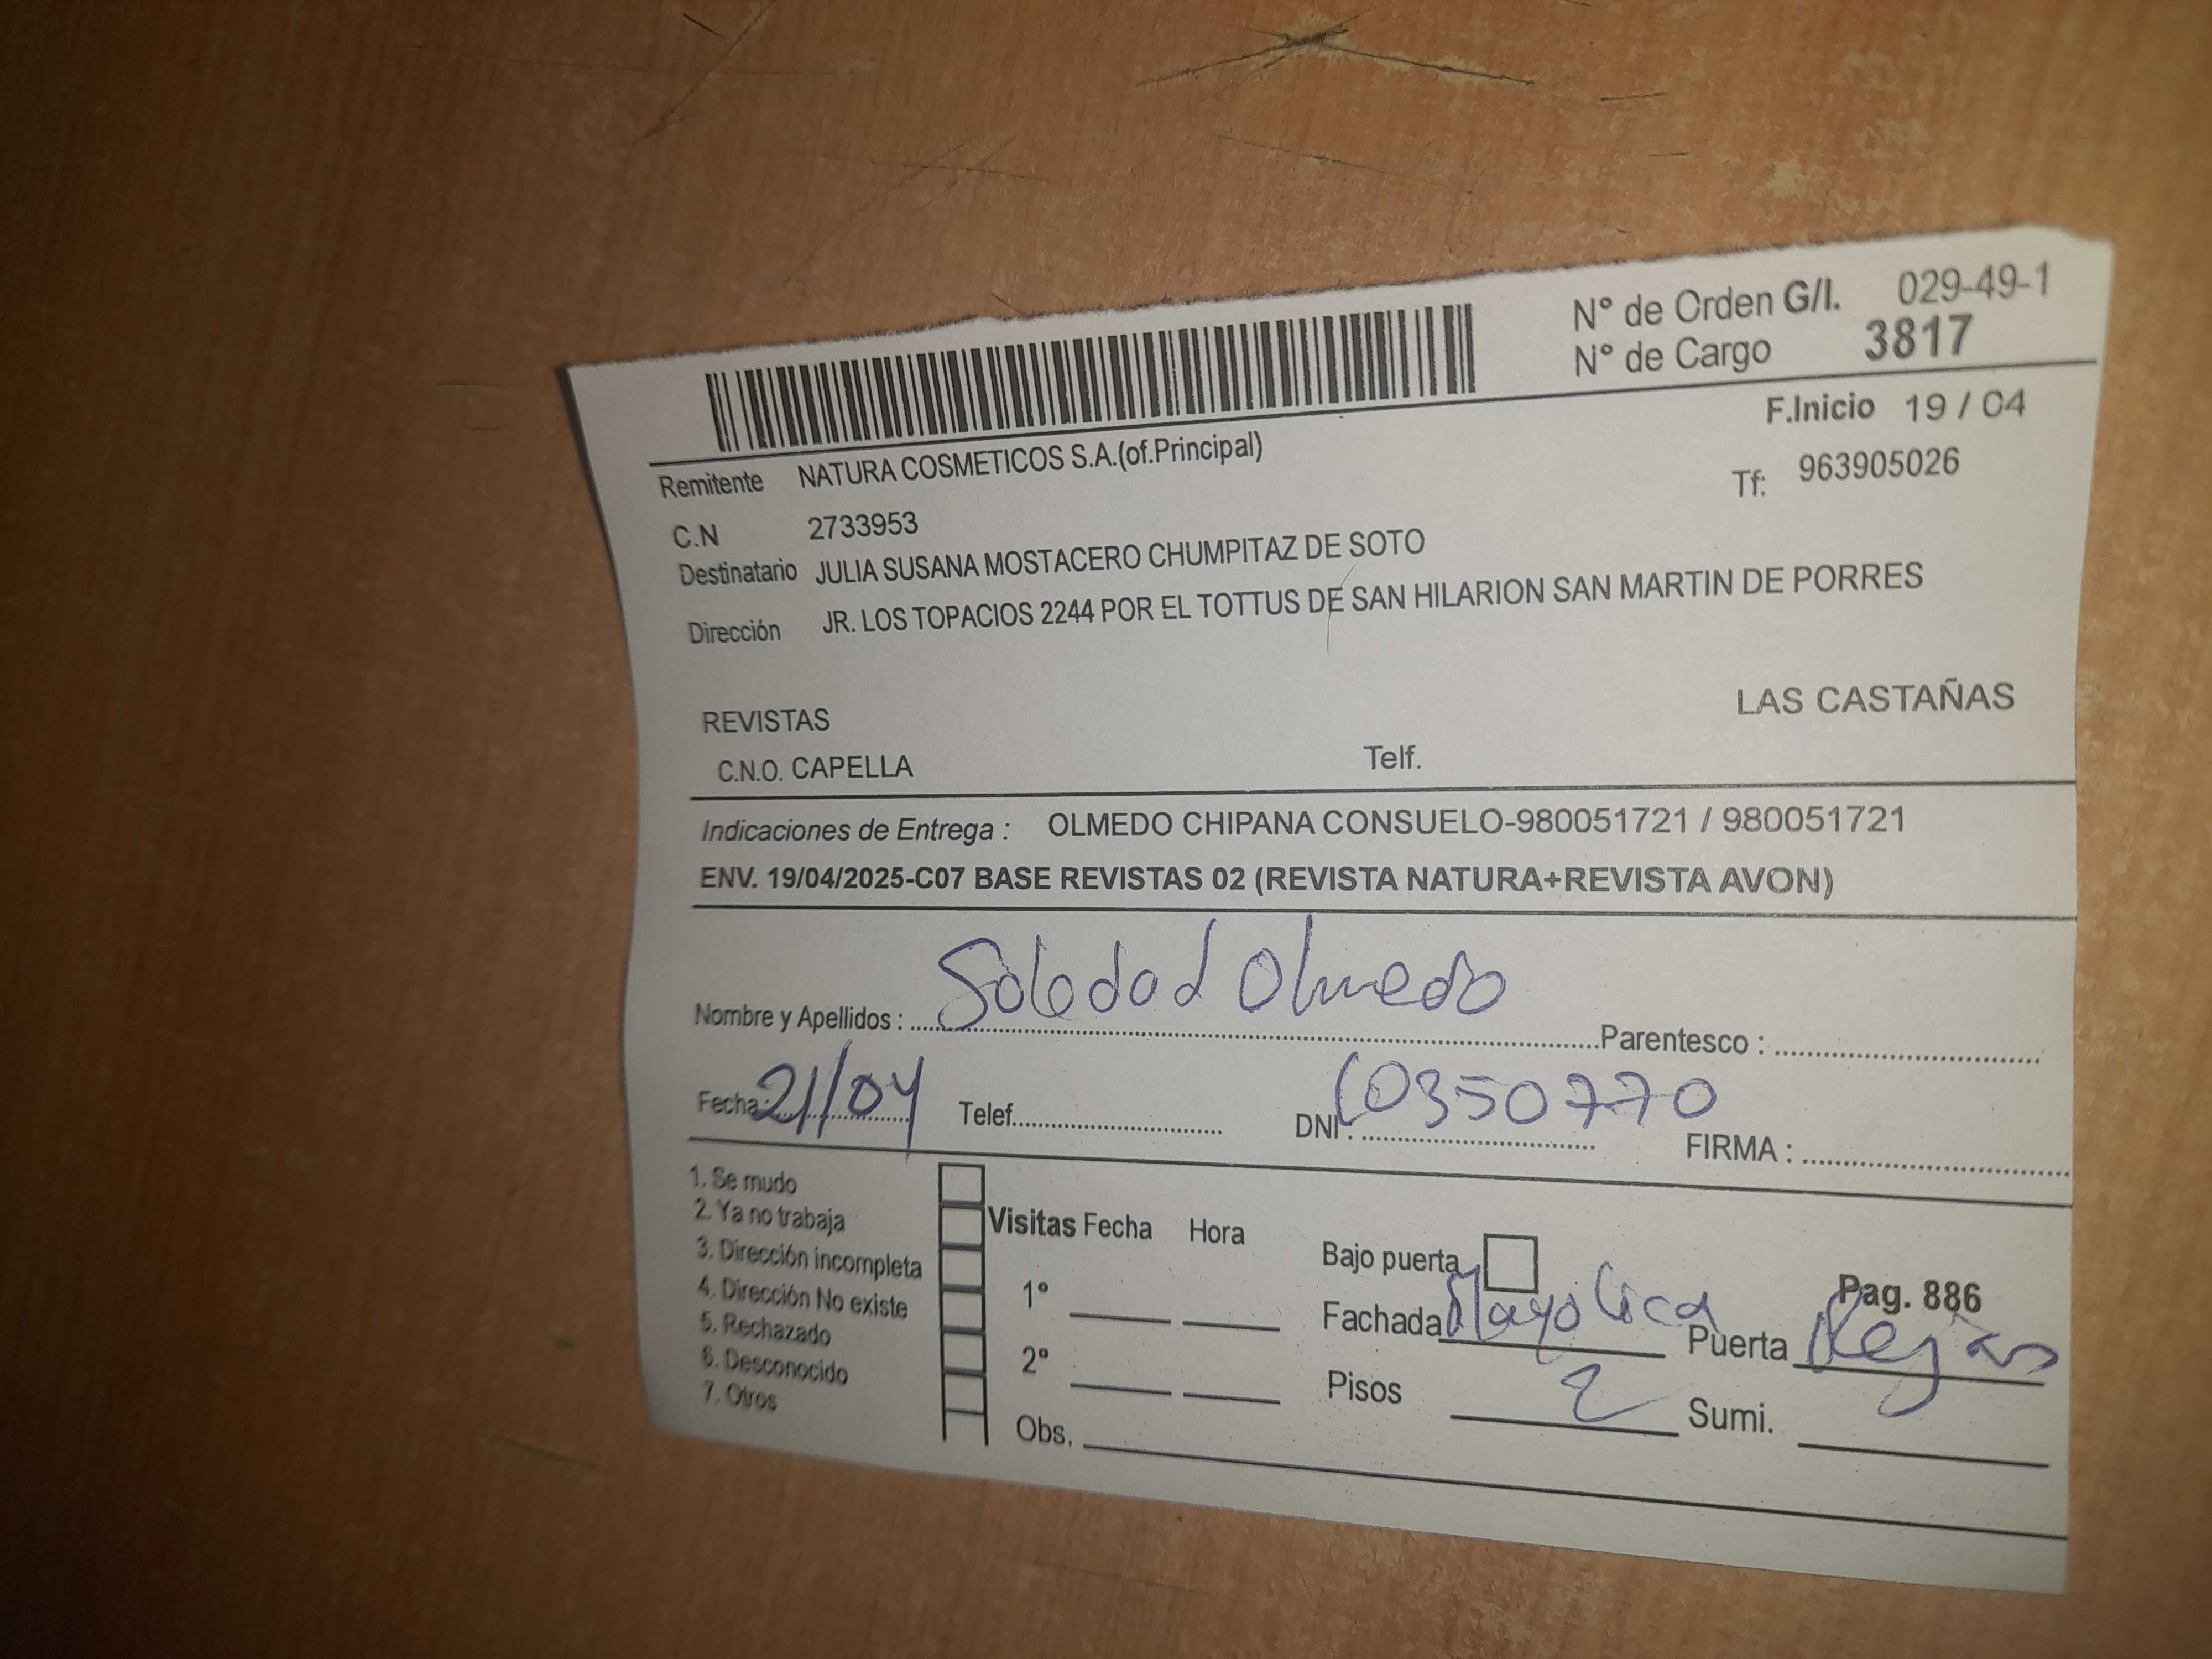 N° de Orden G/I. 029-49-1
N° de Cargo 3817
F.Inicio 19 / 04
Remitente NATURA COSMETICOS S.A.(of.Principal)
Tf: 963905026
C.N 2733953
Destinatario JULIA SUSANA MOSTACERO CHUMPITAZ DE SOTO
Dirección JR. LOS TOPACIOS 2244 POR EL TOTTUS DE SAN HILARION SAN MARTIN DE PORRES
LAS CASTAÑAS
REVISTAS
C.N.O. CAPELLA Telf.
Indicaciones de Entrega : OLMEDO CHIPANA CONSUELO-980051721 / 980051721
ENV. 19/04/2025-C07 BASE REVISTAS 02 (REVISTA NATURA+REVISTA AVON)
Nombre y Apellidos : Soledad Olmedo Parentesco :
Fecha: 21/04 Telef. DNI : 10350770 FIRMA :
1. Se mudo
2. Ya no trabaja
3. Dirección incompleta
4. Dirección No existe
5. Rechazado
6. Desconocido
7. Otros
Visitas Fecha Hora
1°
2°
Obs.
Bajo puerta
Pag. 886
Fachada Mayolica Puerta Rejas
Pisos 2 Sumi.